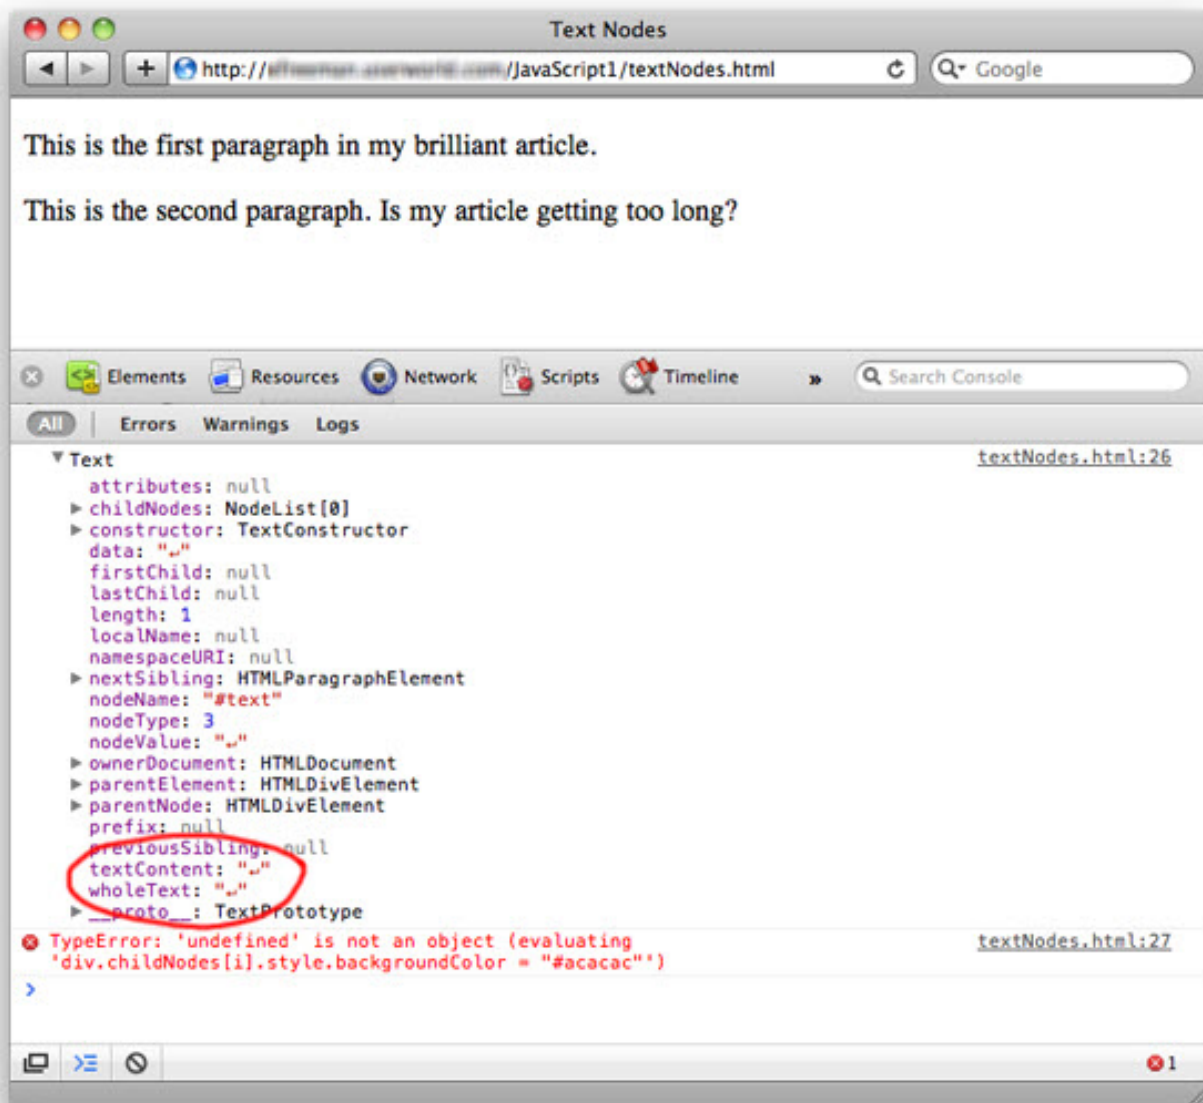 Text Nodes
http:// /JavaScript1/textNodes.html Google
This is the first paragraph in my brilliant article.
This is the second paragraph. Is my article getting too long?
Elements Resources Network Scripts Timeline » Search Console
All Errors Warnings Logs
Text textNodes.html:26
attributes: null
childNodes: NodeList[0]
constructor: TextConstructor
data: "↵"
firstChild: null
lastChild: null
length: 1
localName: null
namespaceURI: null
nextSibling: HTMLParagraphElement
nodeName: "#text"
nodeType: 3
nodeValue: "↵"
ownerDocument: HTMLDocument
parentElement: HTMLDivElement
parentNode: HTMLDivElement
prefix: null
previousSibling: null
textContent: "↵"
wholeText: "↵"
__proto__: TextPrototype
TypeError: 'undefined' is not an object (evaluating textNodes.html:27
'div.childNodes[i].style.backgroundColor = "#acacac"')
1